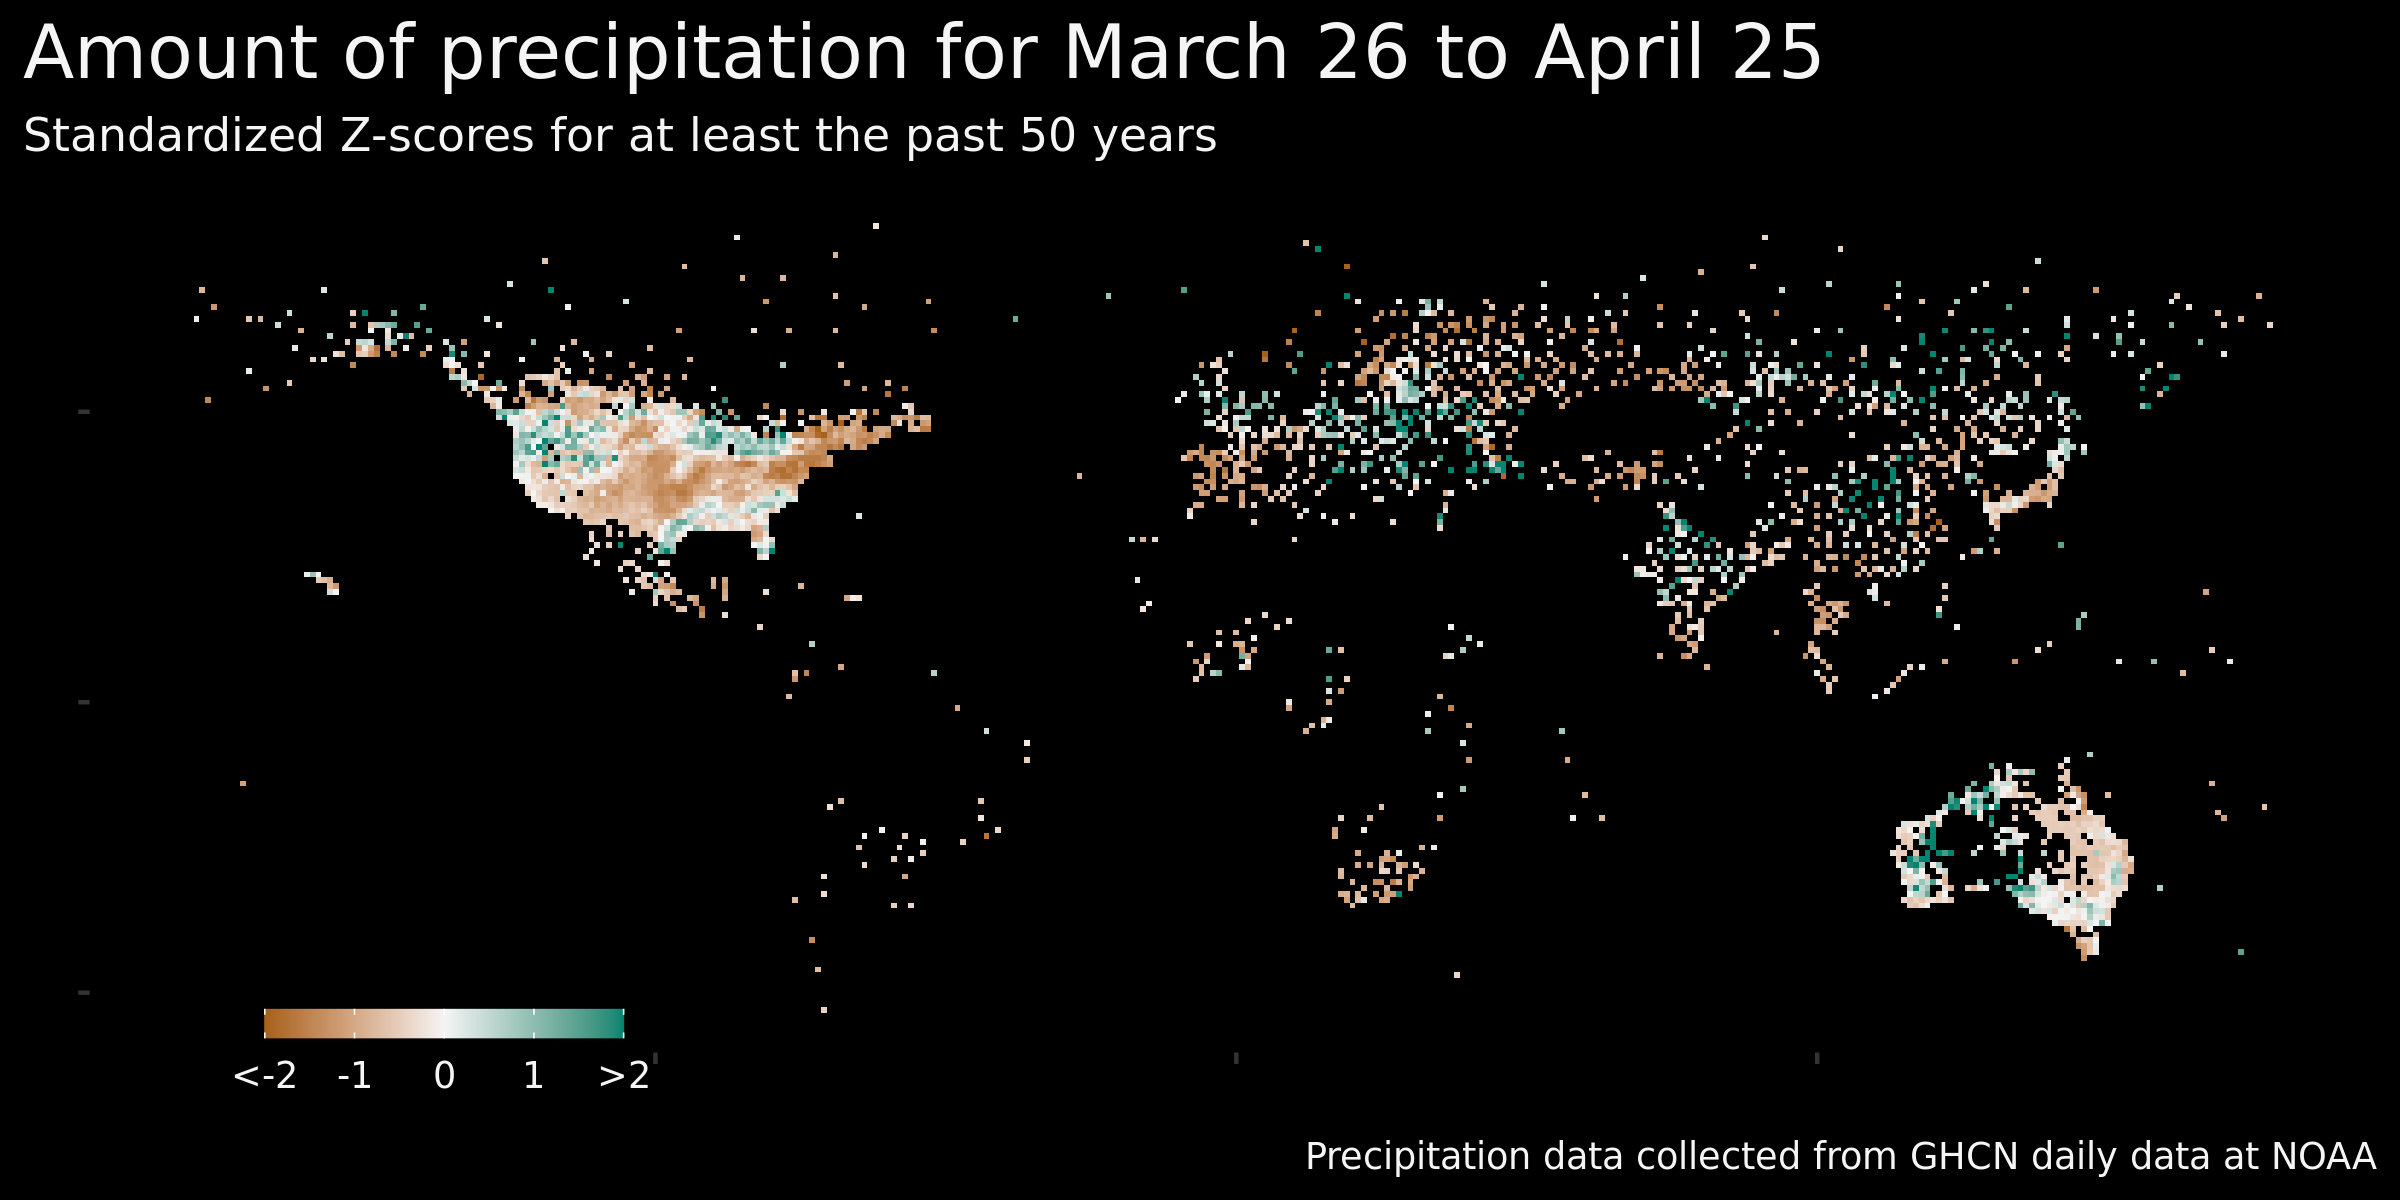 Amount of precipitation for March 26 to April 25
Standardized Z-scores for at least the past 50 years
<-2 -1 0 1 >2
Precipitation data collected from GHCN daily data at NOAA